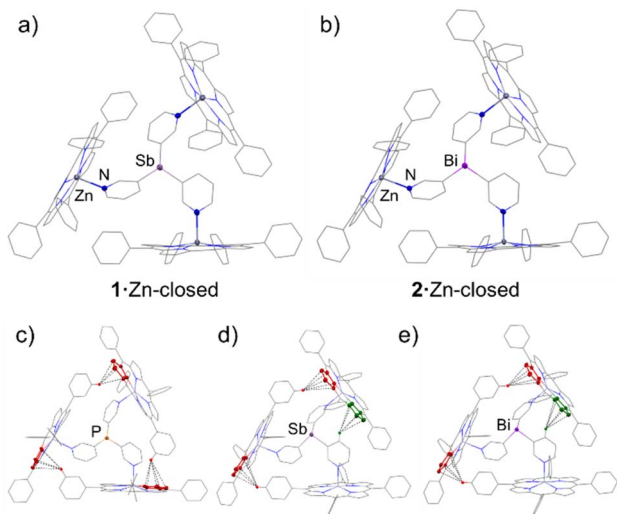 a)
b)
Sb
Bi
N
Zn
N
Zn
1·Zn-closed
2·Zn-closed
c)
d)
e)
P
Sb
Bi